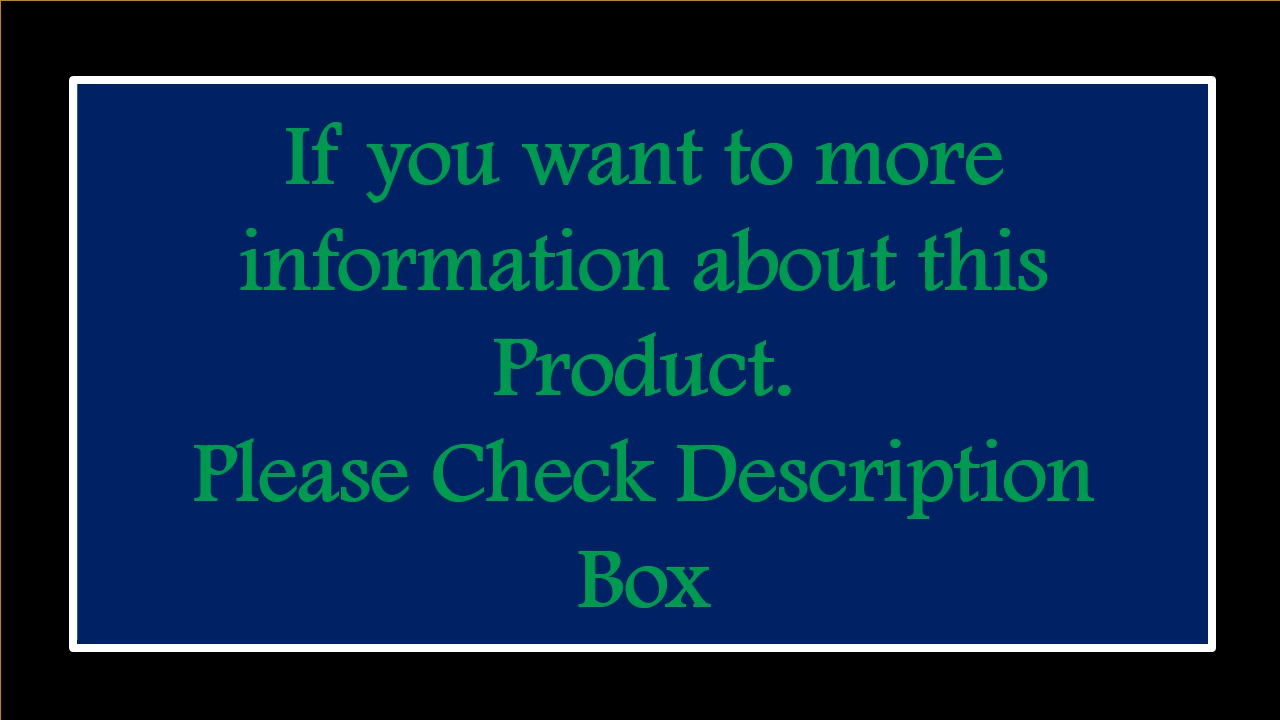 If you want to more
information about this
Product.
Please Check Description
Box